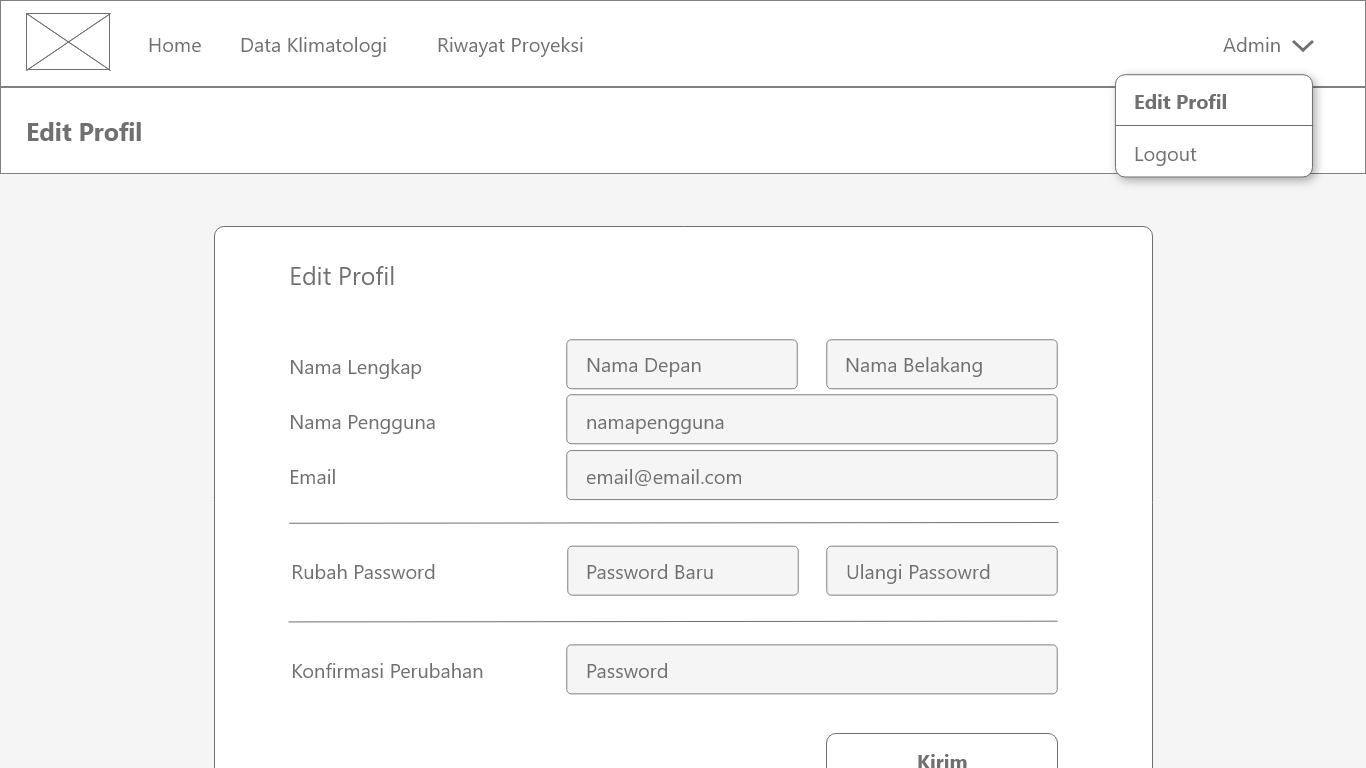 Home Data Klimatologi Riwayat Proyeksi Admin
Edit Profil
Logout
Edit Profil
Edit Profil
Nama Lengkap Nama Depan Nama Belakang
Nama Pengguna namapengguna
Email email@email.com
Rubah Password Password Baru Ulangi Passowrd
Konfirmasi Perubahan Password
Kirim